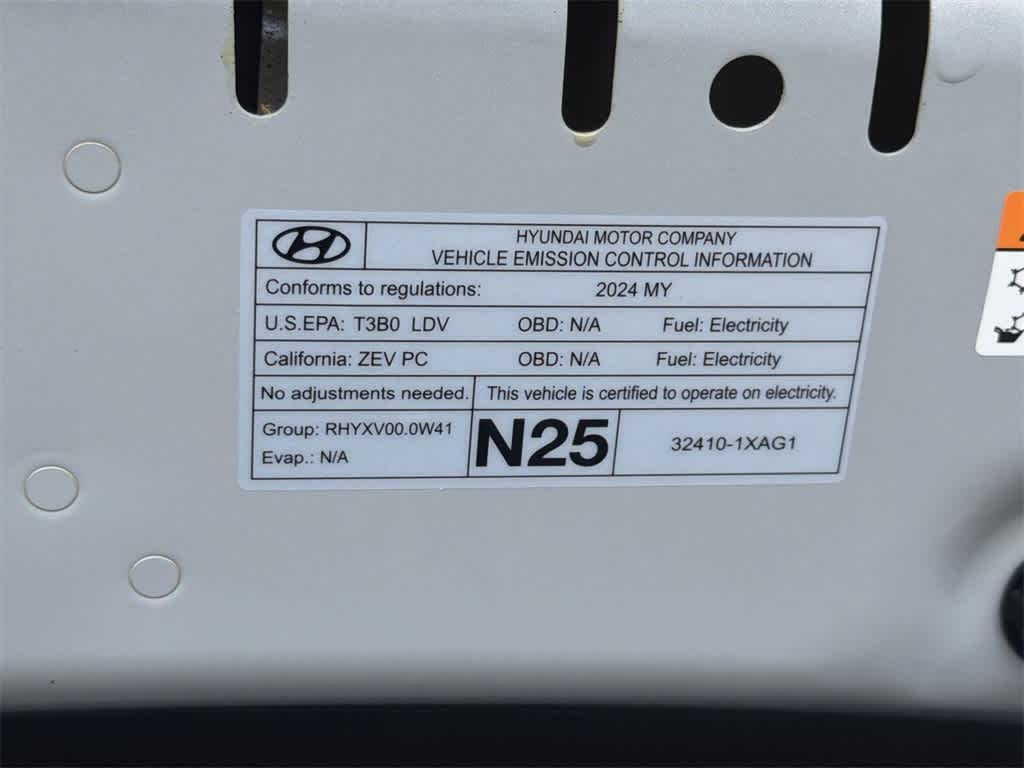 HYUNDAI MOTOR COMPANY
VEHICLE EMISSION CONTROL INFORMATION
Conforms to regulations: 2024 MY
U.S.EPA: T3B0 LDV OBD: N/A Fuel: Electricity
California: ZEV PC OBD: N/A Fuel: Electricity
No adjustments needed. This vehicle is certified to operate on electricity.
Group: RHYXV00.0W41
Evap.: N/A
N25
32410-1XAG1